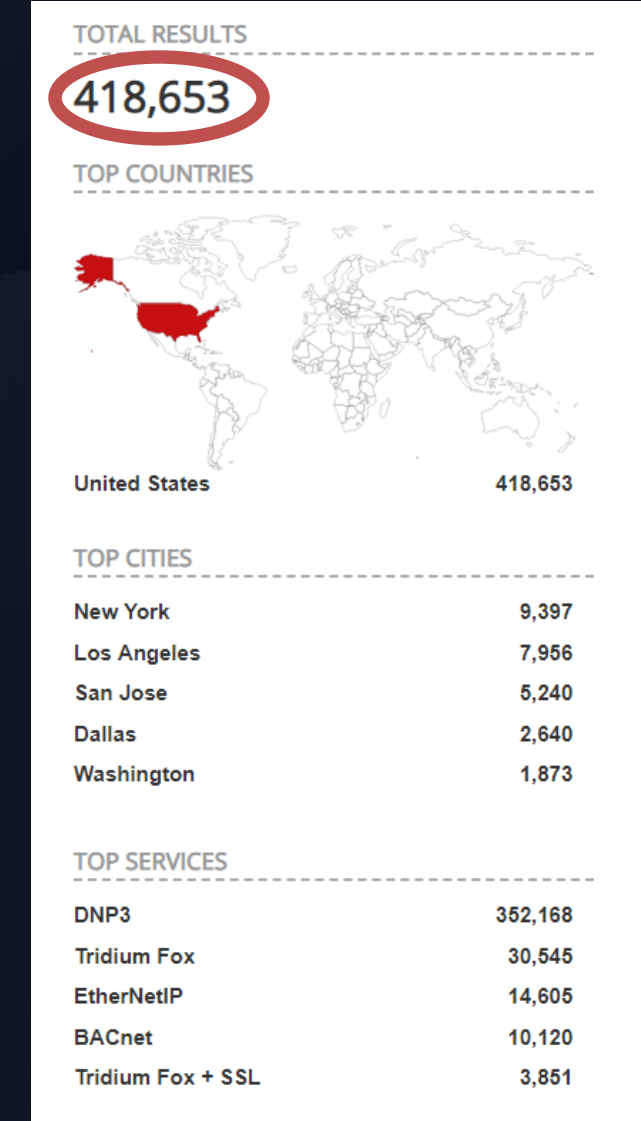 TOTAL RESULTS
418,653
TOP COUNTRIES
United States 418,653
TOP CITIES
New York 9,397
Los Angeles 7,956
San Jose 5,240
Dallas 2,640
Washington 1,873
TOP SERVICES
DNP3 352,168
Tridium Fox 30,545
EtherNetIP 14,605
BACnet 10,120
Tridium Fox + SSL 3,851